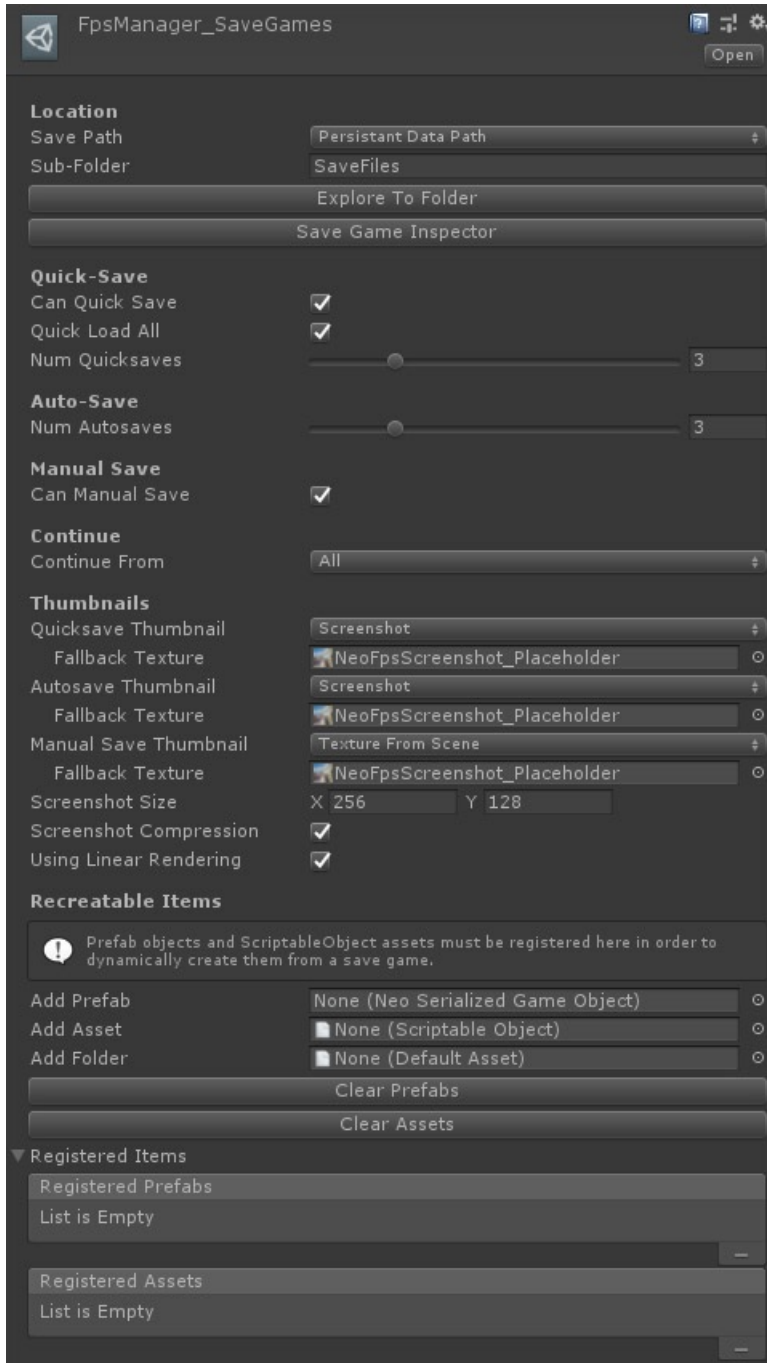 FpsManager_SaveGames
Open
Location
Save Path Persistant Data Path
Sub-Folder SaveFiles
Explore To Folder
Save Game Inspector
Quick-Save
Can Quick Save
Quick Load All
Num Quicksaves 3
Auto-Save
Num Autosaves 3
Manual Save
Can Manual Save
Continue
Continue From All
Thumbnails
Quicksave Thumbnail Screenshot
Fallback Texture NeoFpsScreenshot_Placeholder
Autosave Thumbnail Screenshot
Fallback Texture NeoFpsScreenshot_Placeholder
Manual Save Thumbnail Texture From Scene
Fallback Texture NeoFpsScreenshot_Placeholder
Screenshot Size X 256 Y 128
Screenshot Compression
Using Linear Rendering
Recreatable Items
Prefab objects and ScriptableObject assets must be registered here in order to
dynamically create them from a save game.
Add Prefab None (Neo Serialized Game Object)
Add Asset None (Scriptable Object)
Add Folder None (Default Asset)
Clear Prefabs
Clear Assets
Registered Items
Registered Prefabs
List is Empty
Registered Assets
List is Empty